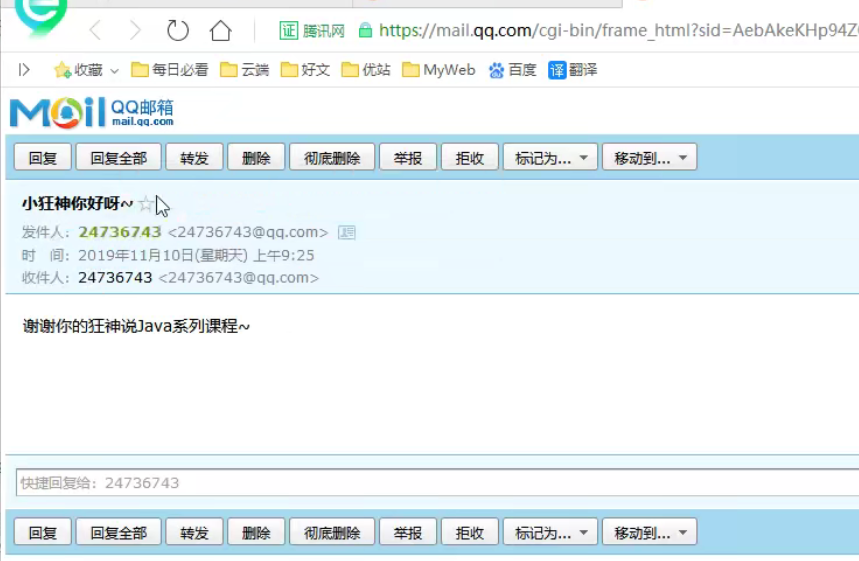 证 腾讯网 https://mail.qq.com/cgi-bin/frame_html?sid=AebAkeKHp94Z
收藏 每日必看 云端 好文 优站 MyWeb 百度 译 翻译
Mail QQ邮箱
mail.qq.com
回复 回复全部 转发 删除 彻底删除 举报 拒收 标记为... 移动到...
小狂神你好呀~
发件人：24736743 <24736743@qq.com>
时 间：2019年11月10日(星期天) 上午9:25
收件人：24736743 <24736743@qq.com>
谢谢你的狂神说Java系列课程~
快捷回复给：24736743
回复 回复全部 转发 删除 彻底删除 举报 拒收 标记为... 移动到...